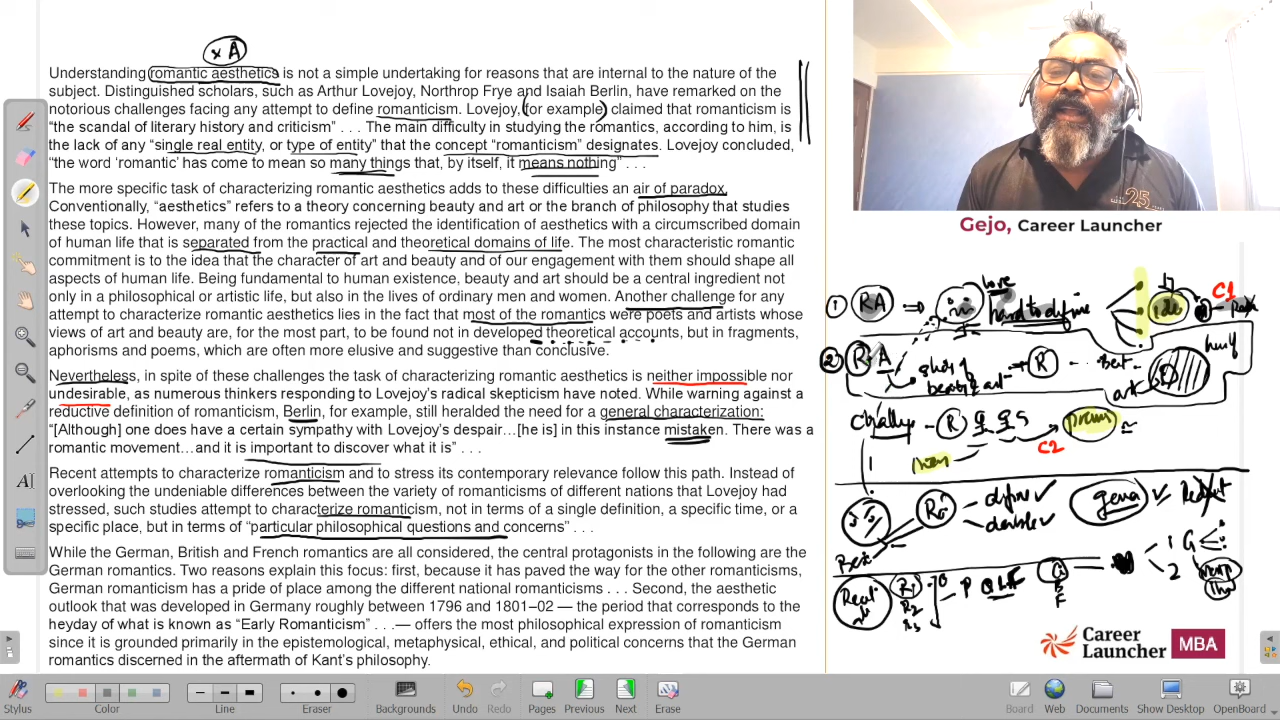 x A
Understanding romantic aesthetics is not a simple undertaking for reasons that are internal to the nature of the
subject. Distinguished scholars, such as Arthur Lovejoy, Northrop Frye and Isaiah Berlin, have remarked on the
notorious challenges facing any attempt to define romanticism. Lovejoy, for example, claimed that romanticism is
“the scandal of literary history and criticism” . . . The main difficulty in studying the romantics, according to him, is
the lack of any “single real entity, or type of entity” that the concept “romanticism” designates. Lovejoy concluded,
“the word ‘romantic’ has come to mean so many things that, by itself, it means nothing” . . .
The more specific task of characterizing romantic aesthetics adds to these difficulties an air of paradox.
Conventionally, “aesthetics” refers to a theory concerning beauty and art or the branch of philosophy that studies
these topics. However, many of the romantics rejected the identification of aesthetics with a circumscribed domain
of human life that is separated from the practical and theoretical domains of life. The most characteristic romantic
commitment is to the idea that the character of art and beauty and of our engagement with them should shape all
aspects of human life. Being fundamental to human existence, beauty and art should be a central ingredient not
only in a philosophical or artistic life, but also in the lives of ordinary men and women. Another challenge for any
attempt to characterize romantic aesthetics lies in the fact that most of the romantics were poets and artists whose
views of art and beauty are, for the most part, to be found not in developed theoretical accounts, but in fragments,
aphorisms and poems, which are often more elusive and suggestive than conclusive.
Nevertheless, in spite of these challenges the task of characterizing romantic aesthetics is neither impossible nor
undesirable, as numerous thinkers responding to Lovejoy’s radical skepticism have noted. While warning against a
reductive definition of romanticism, Berlin, for example, still heralded the need for a general characterization:
“[Although] one does have a certain sympathy with Lovejoy’s despair…[he is] in this instance mistaken. There was a
romantic movement…and it is important to discover what it is” . . .
Recent attempts to characterize romanticism and to stress its contemporary relevance follow this path. Instead of
overlooking the undeniable differences between the variety of romanticisms of different nations that Lovejoy had
stressed, such studies attempt to characterize romanticism, not in terms of a single definition, a specific time, or a
specific place, but in terms of “particular philosophical questions and concerns” . . .
While the German, British and French romantics are all considered, the central protagonists in the following are the
German romantics. Two reasons explain this focus: first, because it has paved the way for the other romanticisms,
German romanticism has a pride of place among the different national romanticisms . . . Second, the aesthetic
outlook that was developed in Germany roughly between 1796 and 1801–02 — the period that corresponds to the
heyday of what is known as “Early Romanticism” . . .— offers the most philosophical expression of romanticism
since it is grounded primarily in the epistemological, metaphysical, ethical, and political concerns that the German
romantics discerned in the aftermath of Kant’s philosophy.
25
Gejo, Career Launcher
1 RA hard to define C1
2 R A
R
art
C2
define
1 G
2
R1
R2
R3
Career
Launcher MBA
Stylus Color Line Eraser Backgrounds Undo Redo Pages Previous Next Erase Board Web Documents Show Desktop OpenBoard